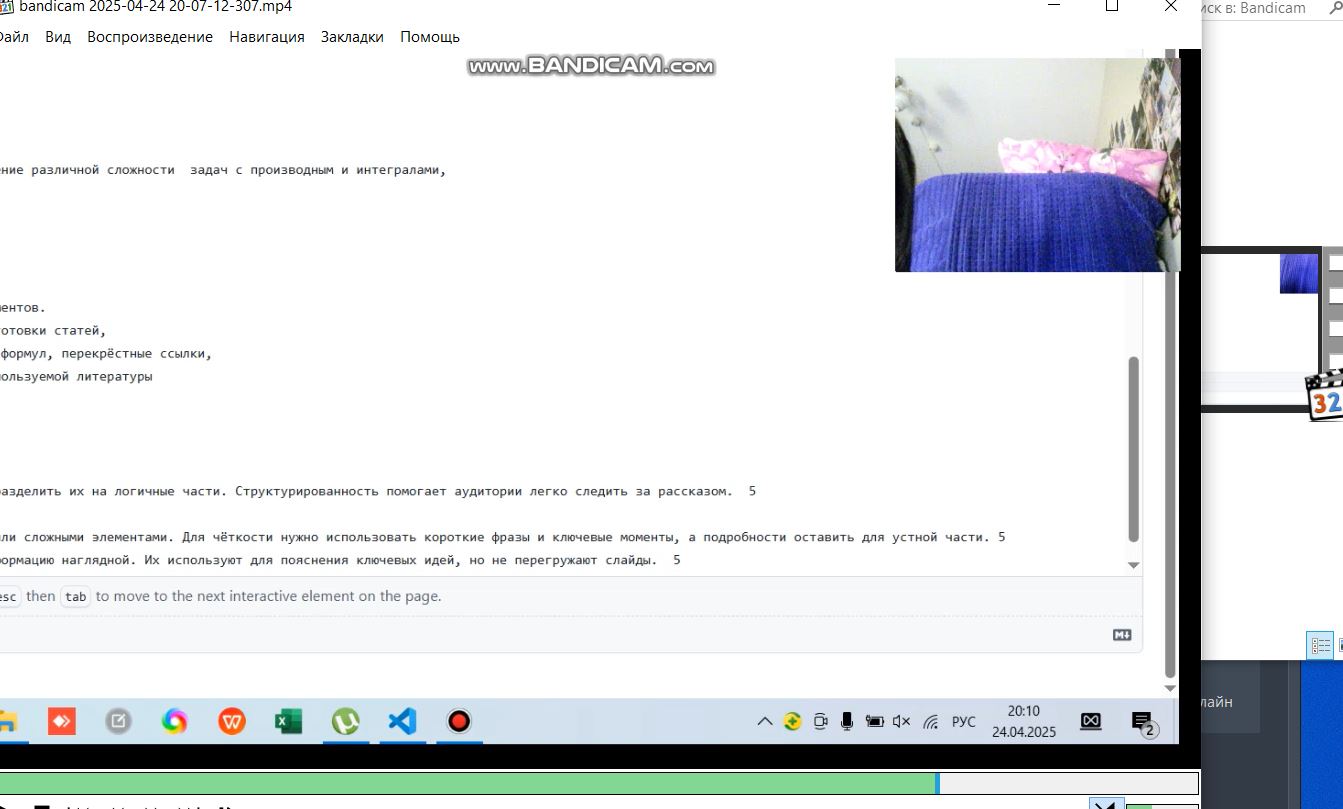 bandicam 2025-04-24 20-07-12-307.mp4
иск в: Bandicam
Файл Вид Воспроизведение Навигация Закладки Помощь
www.BANDICAM.com
ние различной сложности  задач с производным и интегралами,
ентов.
отовки статей,
формул, перекрёстные ссылки,
ользуемой литературы
азделить их на логичные части. Структурированность помогает аудитории легко следить за рассказом.  5
ли сложными элементами. Для чёткости нужно использовать короткие фразы и ключевые моменты, а подробности оставить для устной части. 5
ормацию наглядной. Их используют для пояснения ключевых идей, но не перегружают слайды.  5
esc then tab to move to the next interactive element on the page.
M
лайн
321
РУС
20:10
24.04.2025
2